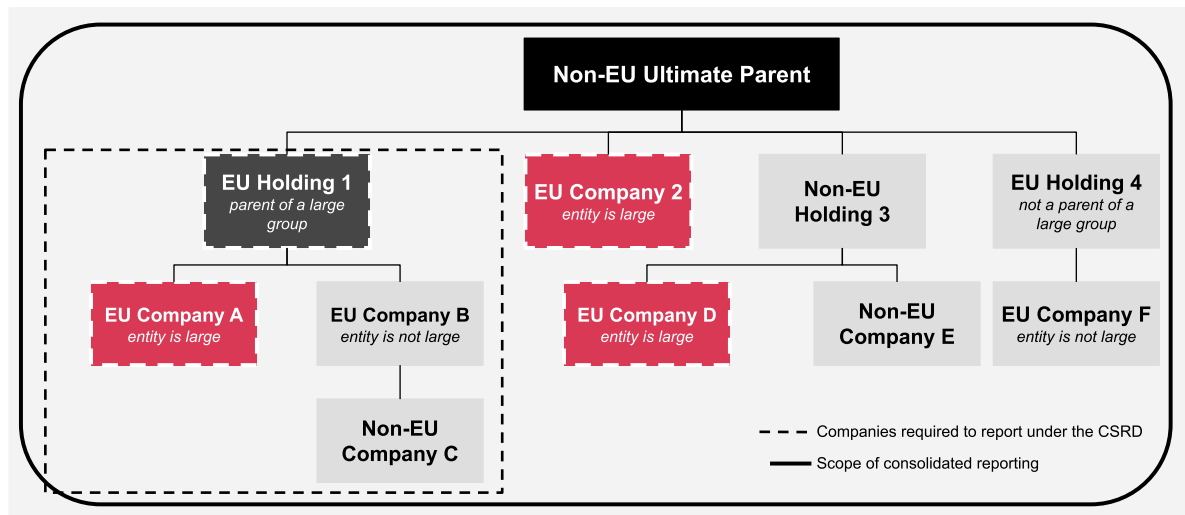 Non-EU Ultimate Parent
EU Holding 1
parent of a large
group
EU Company 2
entity is large
Non-EU
Holding 3
EU Holding 4
not a parent of a
large group
EU Company A
entity is large
EU Company B
entity is not large
EU Company D
entity is large
Non-EU
Company E
EU Company F
entity is not large
Non-EU
Company C
Companies required to report under the CSRD
Scope of consolidated reporting